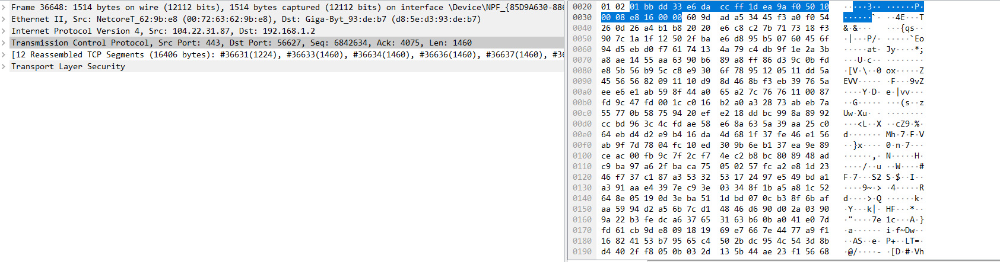 Frame 36648: 1514 bytes on wire (12112 bits), 1514 bytes captured (12112 bits) on interface \Device\NPF_{85D9A630-886
Ethernet II, Src: NetcoreT_62:9b:e8 (00:72:63:62:9b:e8), Dst: Giga-Byt_93:de:b7 (d8:5e:d3:93:de:b7)
Internet Protocol Version 4, Src: 104.22.31.87, Dst: 192.168.1.2
Transmission Control Protocol, Src Port: 443, Dst Port: 56627, Seq: 6842634, Ack: 4075, Len: 1460
[12 Reassembled TCP Segments (16406 bytes): #36631(1224), #36633(1460), #36634(1460), #36636(1460), #36637(1460), #36
Transport Layer Security
0020 01 02 01 bb dd 33 e6 da cc ff 1d ea 9a f0 50 10 ·····3·· ······P·
0030 00 08 e8 16 00 00 60 9d ad a5 34 45 f3 a0 f0 54 ······`· ··4E···T
0040 26 0d 26 a4 b1 b8 20 20 e6 c8 c2 7b 71 73 18 f3 &·&···   ···{qs··
0050 90 7c 1a 1f 12 50 2f ba e6 d8 95 b5 07 60 45 6f ·|···P/· ·····`Eo
0060 94 d5 eb d0 f7 61 74 13 4a 79 c4 db 9f 1e 2a 3b ·····at· Jy····*;
0070 a8 ae 14 55 aa 63 90 b6 89 a8 ff 86 d3 9c 0b fd ···U·c·· ········
0080 e8 5b 56 b9 5c c8 e9 30 6f 78 95 12 05 11 dd 5a ·[V·\··0 ox·····Z
0090 45 56 56 82 09 11 10 d9 8d 46 8b f3 eb 39 76 5a EVV····· ·F···9vZ
00a0 ee e6 e1 ab 59 8f 44 a0 65 a2 7c 76 76 11 00 87 ····Y·D· e·|vv···
00b0 fd 9c 47 fd 00 1c c0 16 b2 a0 a3 28 73 ab eb 7a ··G····· ···(s··z
00c0 55 77 0b 58 75 94 20 ef e2 18 dd bc 99 8a 89 92 Uw·Xu· · ········
00d0 cc bd 96 3c 4c fd ae 58 e6 8a 63 5a 39 aa 25 c0 ···<L··X ··cZ9·%·
00e0 64 eb d4 d2 e9 b4 16 da 4d 68 1f 37 fe 46 e1 56 d······· Mh·7·F·V
00f0 ab 9f 7d 78 04 fc 10 ed 30 9b 6e b1 37 ea 9e 89 ··}x···· 0·n·7···
0100 ce ac 00 fb 9c 7f 2c f7 4e c2 b8 bc 80 89 48 ad ······,· N·····H·
0110 c9 ba 97 a6 2f ba ca 75 05 02 57 fc a2 e8 1d 23 ····/··u ··W····#
0120 46 f7 37 c1 87 a3 53 32 53 17 24 97 e5 49 bd a1 F·7···S2 S·$··I··
0130 a3 91 aa e4 39 7e c9 3e 03 34 8f 1b a5 a8 1c 52 ····9~·> ·4·····R
0140 64 8e 05 19 0d 3e ba 51 1d bd 07 0c b3 8f 6b af d····>·Q ······k·
0150 aa 59 94 d2 a5 6b 7c d1 48 46 d6 90 d0 2a 03 90 ·Y···k|· HF···*··
0160 9a 22 b3 fe dc a6 37 65 31 63 b6 0b a0 41 e0 7d ·"····7e 1c···A·}
0170 fd 61 cb 9d e8 09 18 19 69 e7 66 7e 44 77 a9 f1 ·a······ i·f~Dw··
0180 16 82 41 53 b7 95 65 c4 50 2b dc 95 4c 54 3d 8b ··AS··e· P+··LT=·
0190 d4 40 2f f8 05 0b 03 2d 13 5b 44 ae 23 f1 56 68 ·@/····- ·[D·#·Vh